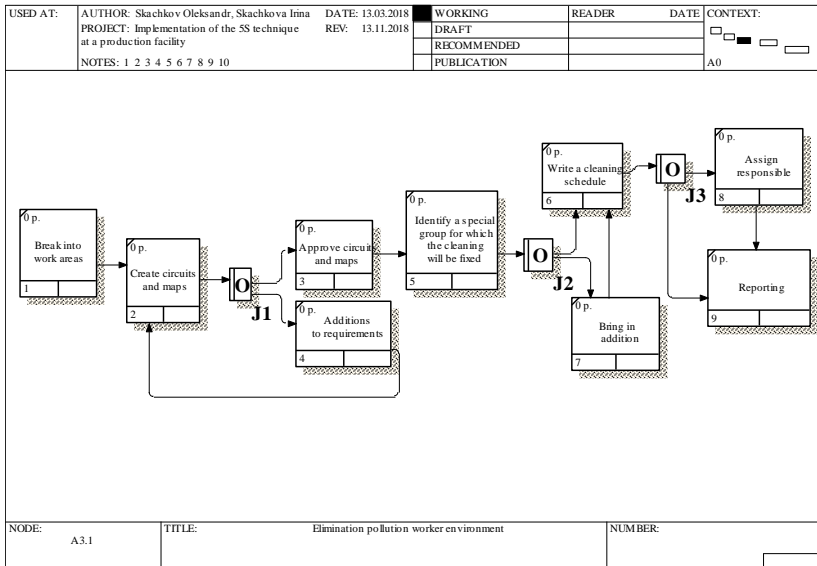 USED AT:
AUTHOR: Skachkov Oleksandr, Skachkova Irina
DATE: 13.03.2018
PROJECT: Implementation of the 5S technique
at a production facility
REV: 13.11.2018
NOTES: 1 2 3 4 5 6 7 8 9 10
WORKING
DRAFT
RECOMMENDED
PUBLICATION
READER
DATE
CONTEXT:
A0
0 p.
Break into
work areas
1
0 p.
Create circuits
and maps
2
O
J1
0 p.
Approve circuits
and maps
3
0 p.
Additions
to requirements
4
0 p.
Identify a special
group for which
the cleaning
will be fixed
5
O
J2
0 p.
Write a cleaning
schedule
6
0 p.
Bring in
addition
7
O
J3
0 p.
Assign
responsible
8
0 p.
Reporting
9
NODE:
A3.1
TITLE:
Elimination pollution worker environment
NUMBER: